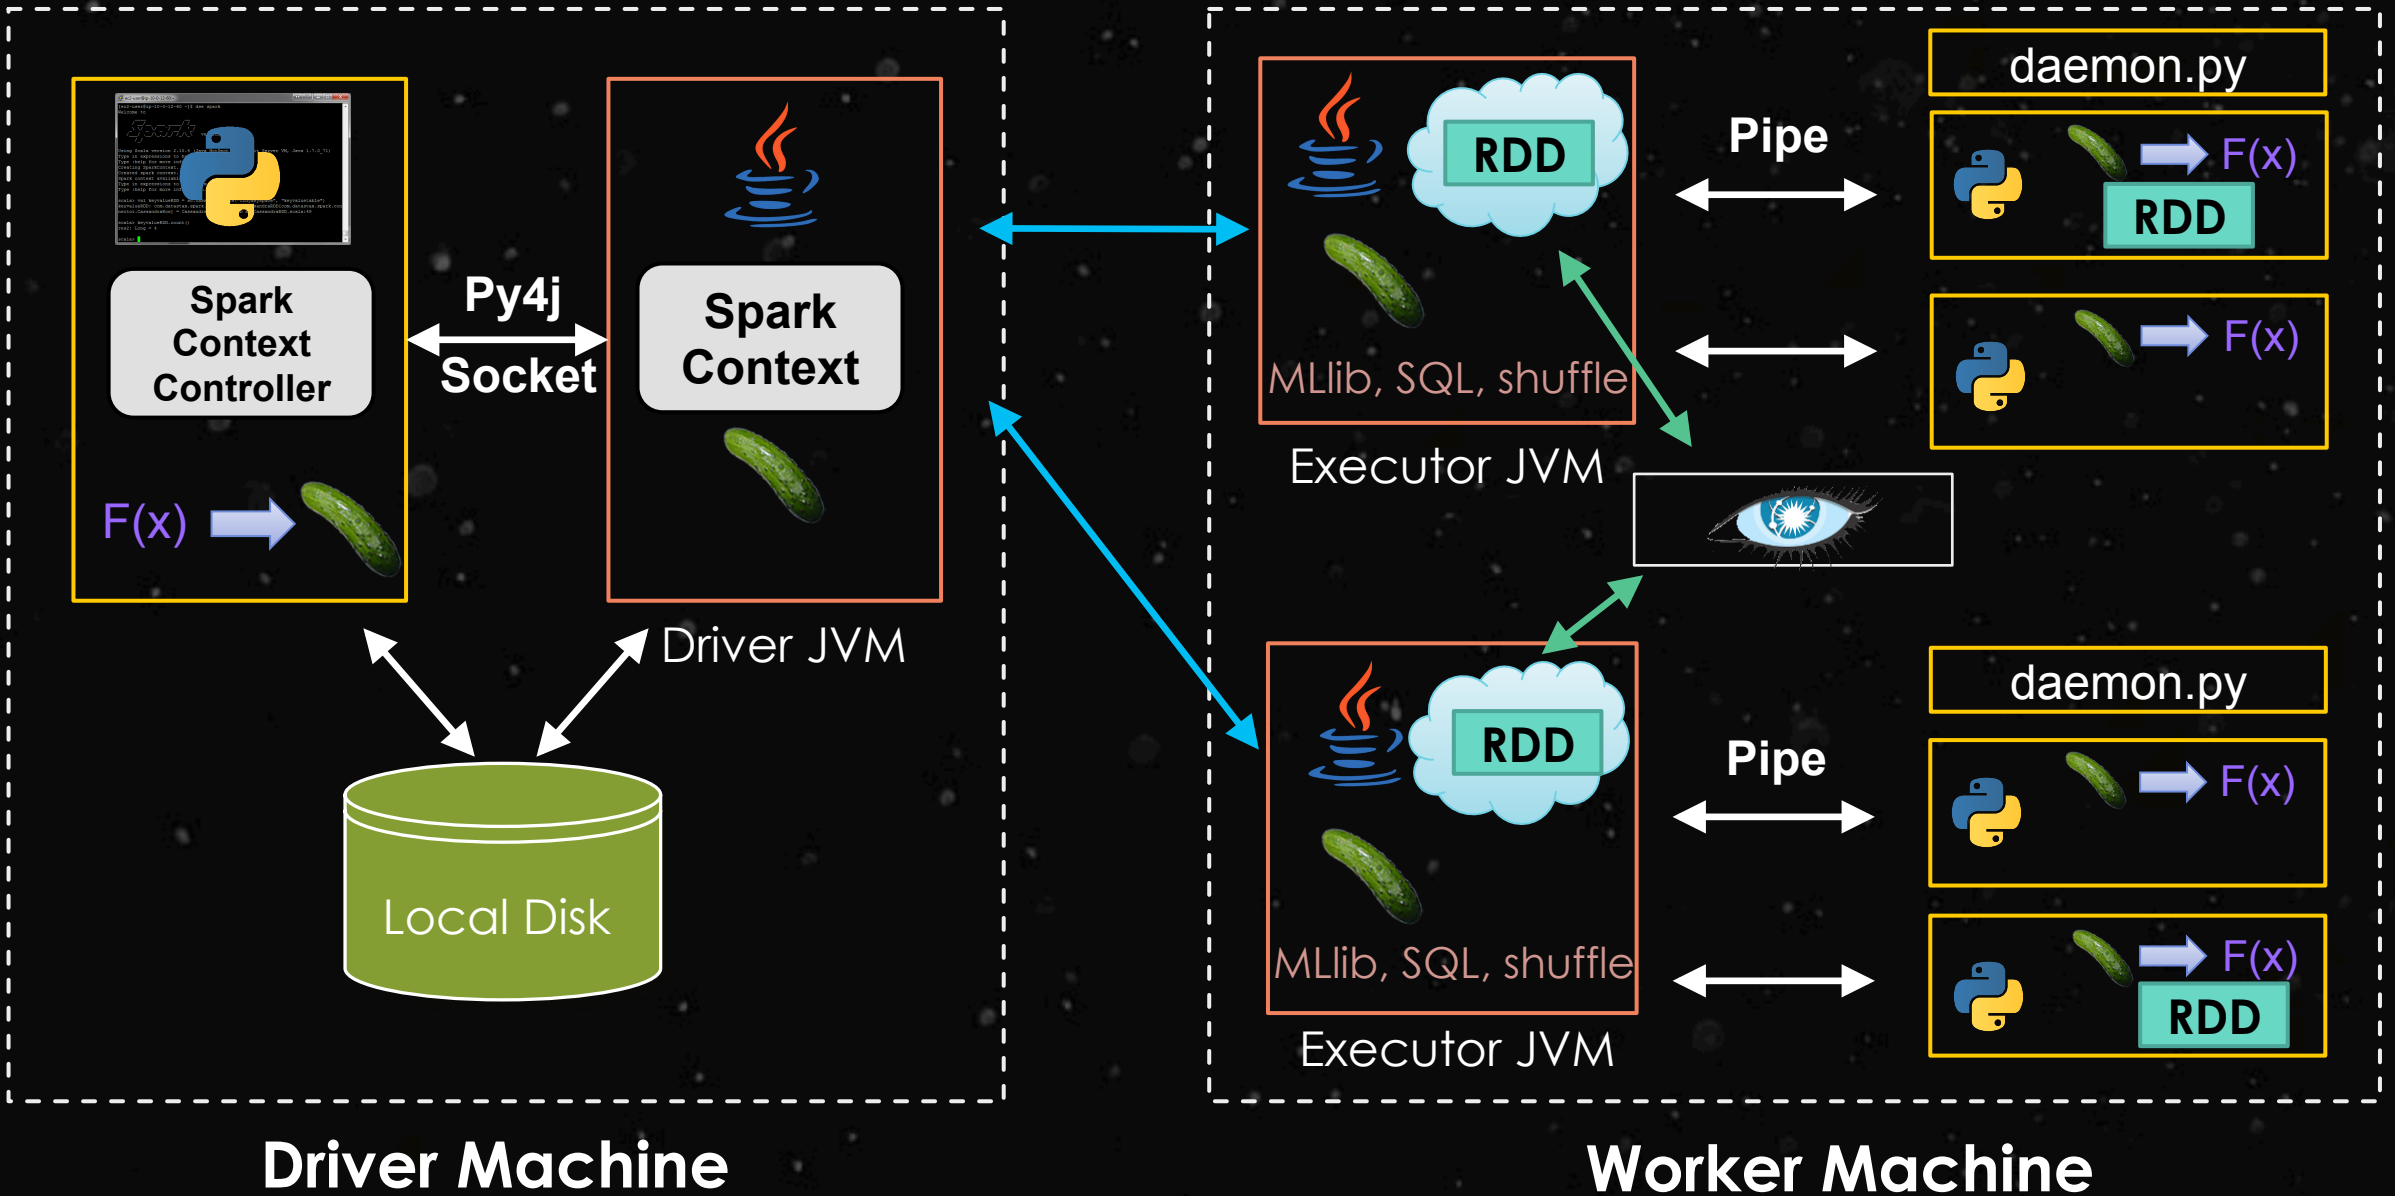 Spark
Context
Controller
F(x)
Py4j
Socket
Spark
Context
Driver JVM
Local Disk
Driver Machine
RDD
MLlib, SQL, shuffle
Executor JVM
Pipe
daemon.py
F(x)
RDD
F(x)
RDD
MLlib, SQL, shuffle
Executor JVM
Pipe
daemon.py
F(x)
F(x)
RDD
Worker Machine